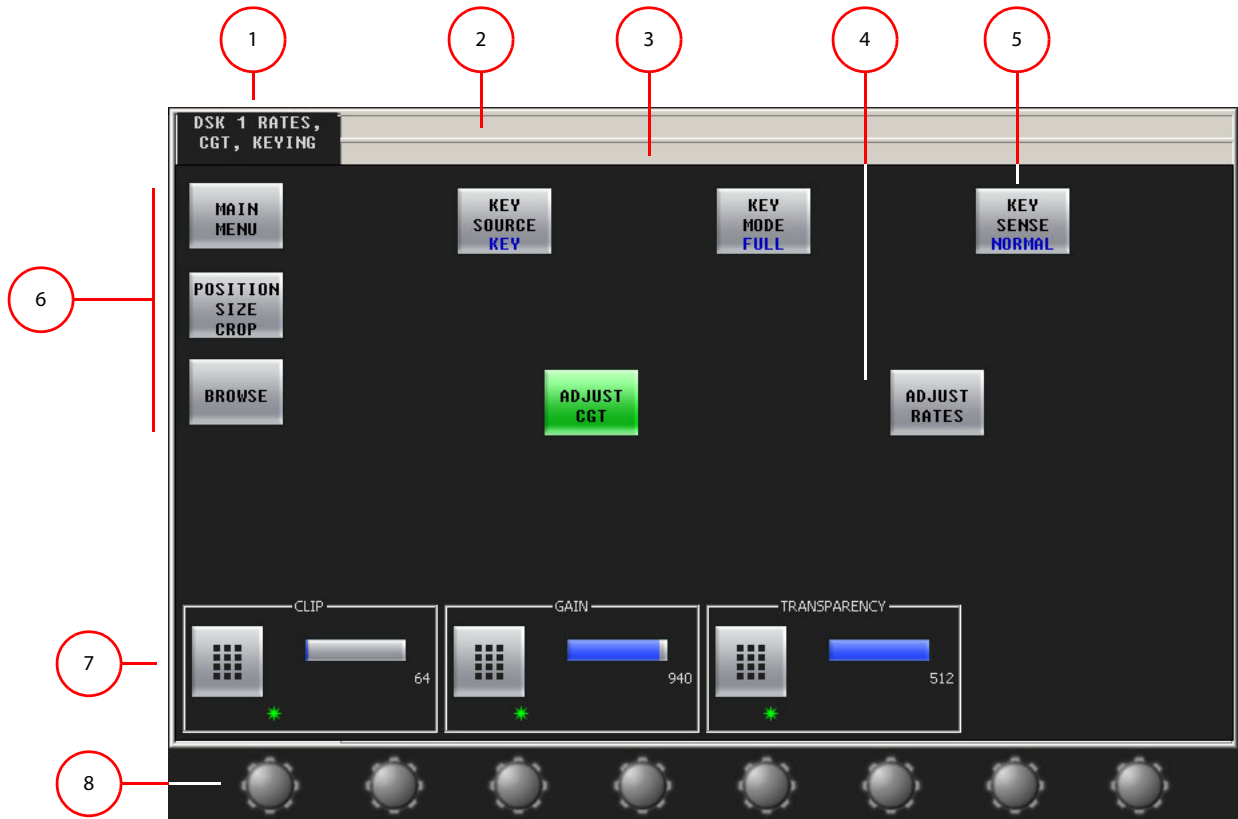 1
2
3
4
5
DSK 1 RATES,
CGT, KEYING
MAIN
MENU
KEY
SOURCE
KEY
KEY
MODE
FULL
KEY
SENSE
NORMAL
6
POSITION
SIZE
CROP
BROWSE
ADJUST
CGT
ADJUST
RATES
7
CLIP
64
GAIN
940
TRANSPARENCY
512
8